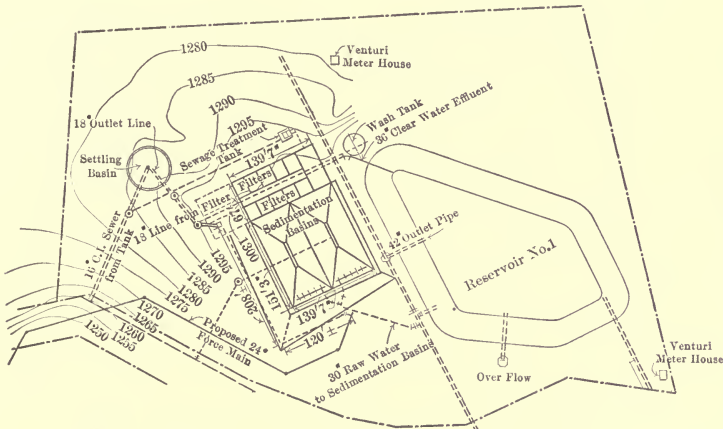 1280
Venturi
Meter House
1285
1290
18" Outlet Line
1295
Settling
Basin
Sewage Treatment
Tank
139'7"
Wash Tank
36" Clear Water Effluent
Filters
Filters
Sedimentation
Basins
18" Line from Filter
16" C.I. Sewer
from Tank
1300
1295
1290
1285
1280
1275
1270
1265
1260
1255
1250
151'3"
139'7"
120 ±
42" Outlet Pipe
Reservoir No.1
Proposed 24"
Force Main
30" Raw Water
to Sedimentation Basins
Over Flow
Venturi
Meter House